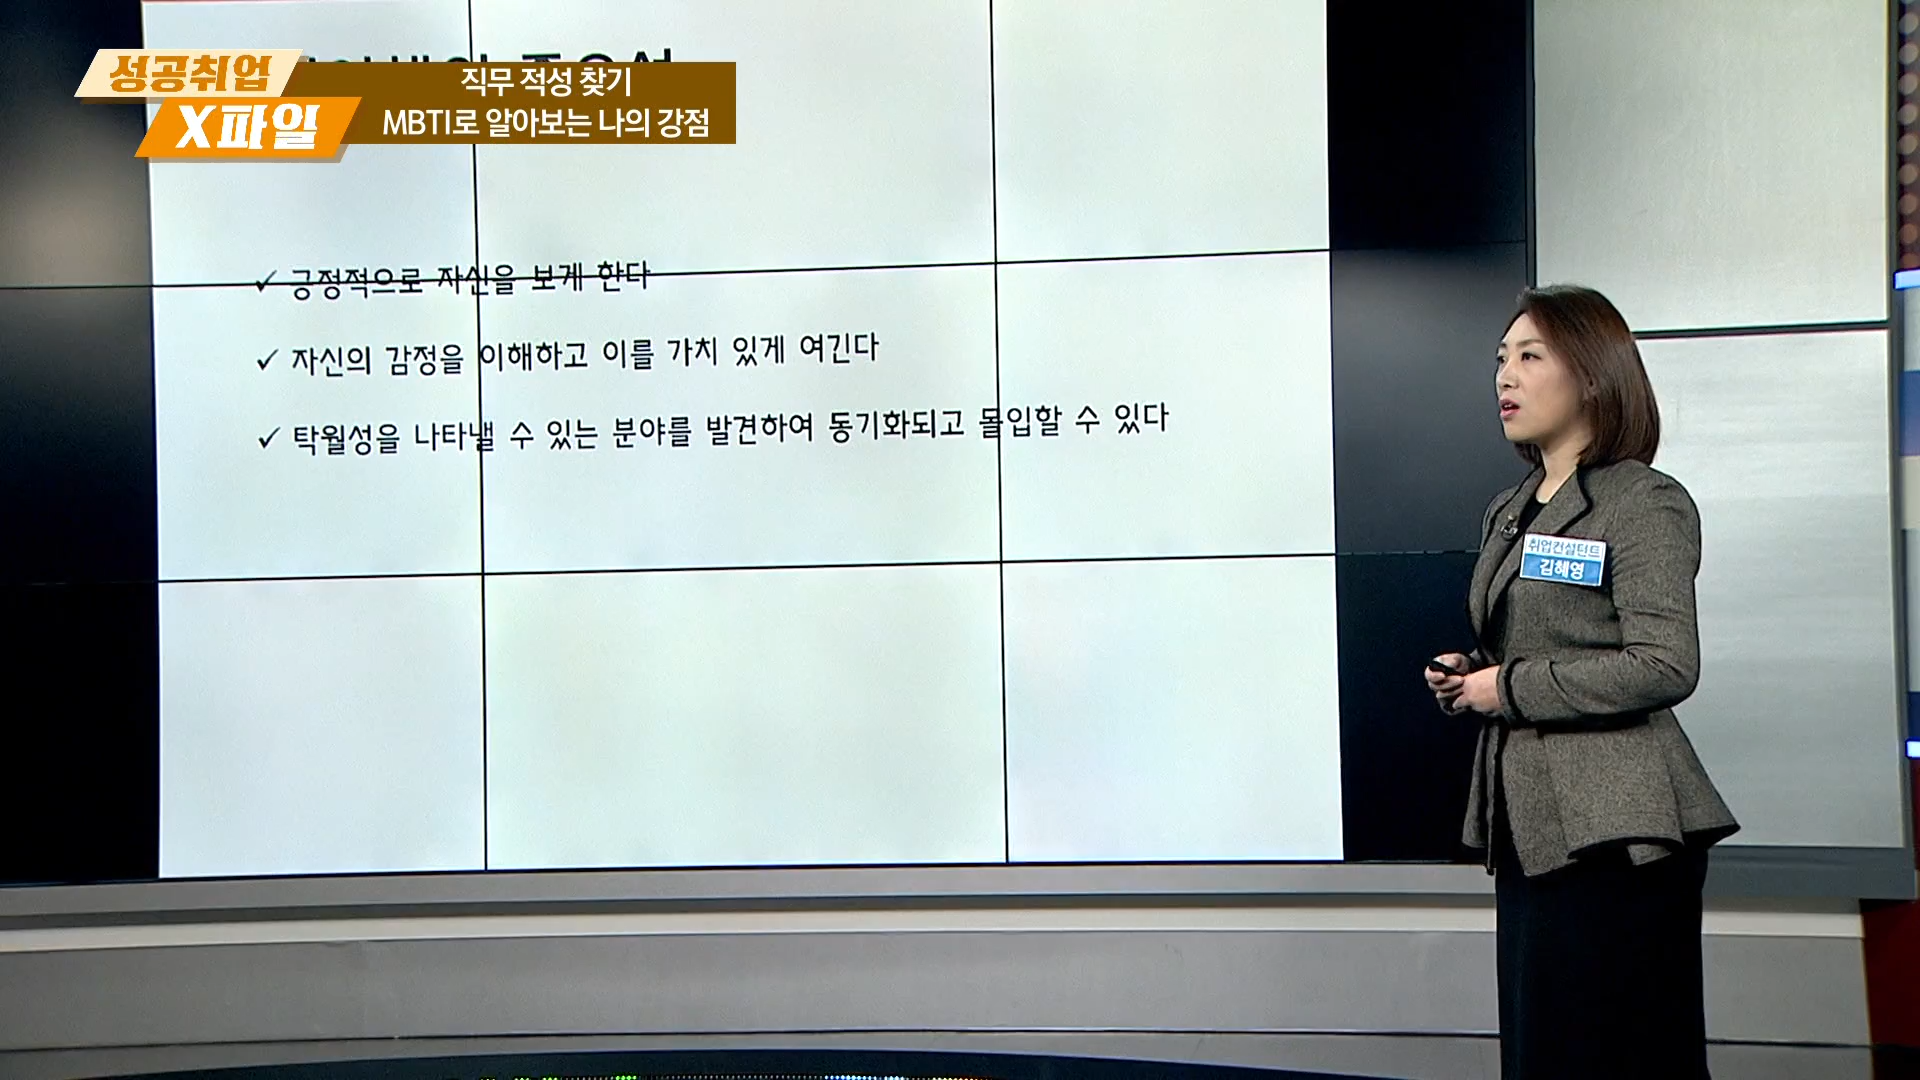 성공취업
X파일
직무 적성 찾기
MBTI로 알아보는 나의 강점
✓ 긍정적으로 자신을 보게 한다
✓ 자신의 감정을 이해하고 이를 가치 있게 여긴다
✓ 탁월성을 나타낼 수 있는 분야를 발견하여 동기화되고 몰입할 수 있다
취업컨설턴트
김혜영